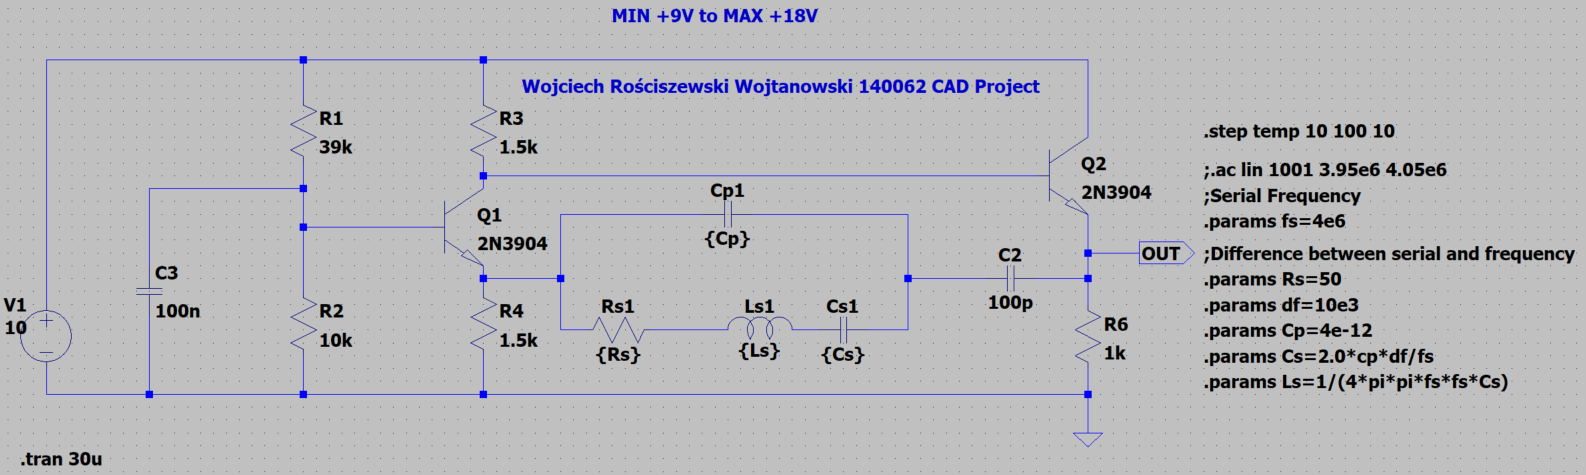 MIN +9V to MAX +18V
Wojciech Rościszewski Wojtanowski 140062 CAD Project
R1
39k
R3
1.5k
Q1
2N3904
Cp1
{Cp}
Q2
2N3904
C3
100n
V1
10
R2
10k
R4
1.5k
Rs1
{Rs}
Ls1
{Ls}
Cs1
{Cs}
C2
100p
OUT
R6
1k
.step temp 10 100 10
;.ac lin 1001 3.95e6 4.05e6
;Serial Frequency
.params fs=4e6
;Difference between serial and frequency
.params Rs=50
.params df=10e3
.params Cp=4e-12
.params Cs=2.0*cp*df/fs
.params Ls=1/(4*pi*pi*fs*fs*Cs)
.tran 30u